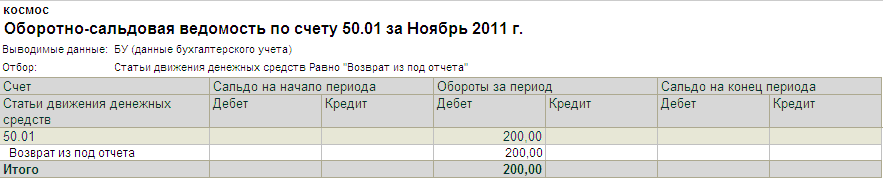 космос
Оборотно-сальдовая ведомость по счету 50.01 за Ноябрь 2011 г.
Выводимые данные: БУ (данные бухгалтерского учета)
Отбор: Статьи движения денежных средств Равно "Возврат из под отчета"
Счет Сальдо на начало периода Обороты за период Сальдо на конец периода
Статьи движения денежных Дебет Кредит Дебет Кредит Дебет Кредит
средств
50.01 200,00
Возврат из под отчета 200,00
Итого 200,00